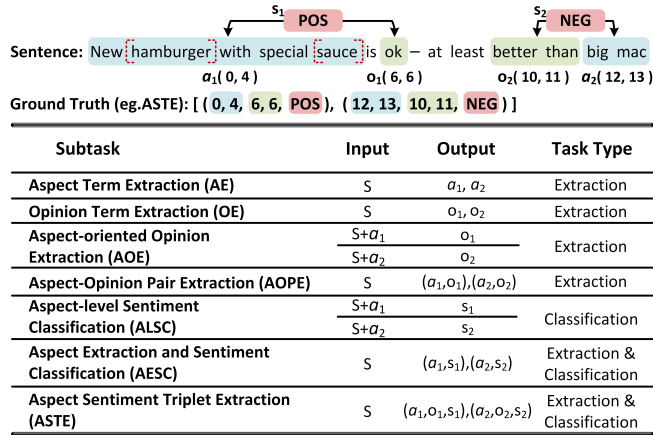 s1 POS s2 NEG
Sentence: New hamburger with special sauce is ok – at least better than big mac
a1( 0, 4) o1( 6, 6) o2( 10, 11) a2( 12, 13)
Ground Truth (eg.ASTE): [ ( 0, 4, 6, 6, POS ), ( 12, 13, 10, 11, NEG ) ]
Subtask Input Output Task Type
Aspect Term Extraction (AE) S a1, a2 Extraction
Opinion Term Extraction (OE) S o1, o2 Extraction
Aspect-oriented Opinion
Extraction (AOE)
S+a1 o1
S+a2 o2
Extraction
Aspect-Opinion Pair Extraction (AOPE) S (a1,o1),(a2,o2) Extraction
Aspect-level Sentiment
Classification (ALSC)
S+a1 s1
S+a2 s2
Classification
Aspect Extraction and Sentiment
Classification (AESC)
S (a1,s1),(a2,s2)
Extraction &
Classification
Aspect Sentiment Triplet Extraction
(ASTE)
S (a1,o1,s1),(a2,o2,s2)
Extraction &
Classification